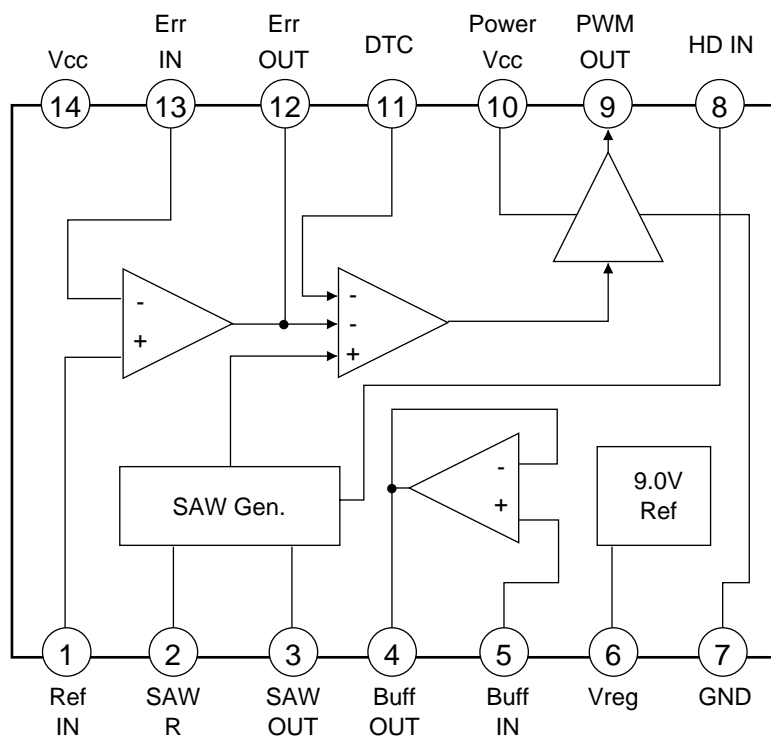 Vcc
Err
IN
Err
OUT
DTC
Power
Vcc
PWM
OUT
HD IN
14
13
12
11
10
9
8
-
+
-
-
+
SAW Gen.
-
+
9.0V
Ref
1
2
3
4
5
6
7
Ref
IN
SAW
R
SAW
OUT
Buff
OUT
Buff
IN
Vreg
GND